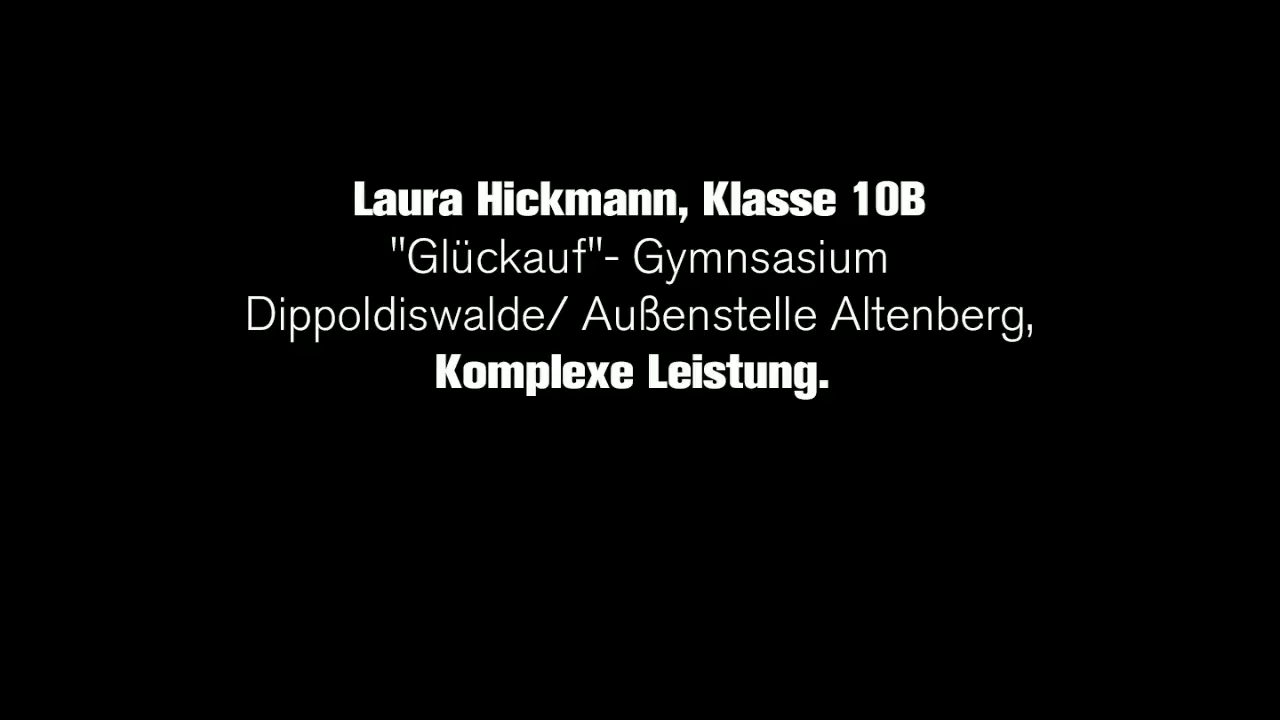 Laura Hickmann, Klasse 10B
"Glückauf"- Gymnsasium
Dippoldiswalde/ Außenstelle Altenberg,
Komplexe Leistung.